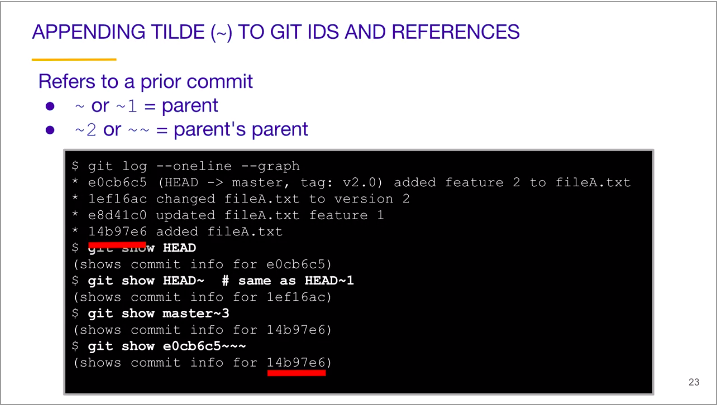 APPENDING TILDE (~) TO GIT IDS AND REFERENCES
Refers to a prior commit
● ~ or ~1 = parent
● ~2 or ~~ = parent's parent
$ git log --oneline --graph
* e0cb6c5 (HEAD -> master, tag: v2.0) added feature 2 to fileA.txt
* 1ef16ac changed fileA.txt to version 2
* e8d41c0 updated fileA.txt feature 1
* 14b97e6 added fileA.txt
$ git show HEAD
(shows commit info for e0cb6c5)
$ git show HEAD~  # same as HEAD~1
(shows commit info for 1ef16ac)
$ git show master~3
(shows commit info for 14b97e6)
$ git show e0cb6c5~~~
(shows commit info for 14b97e6)
23